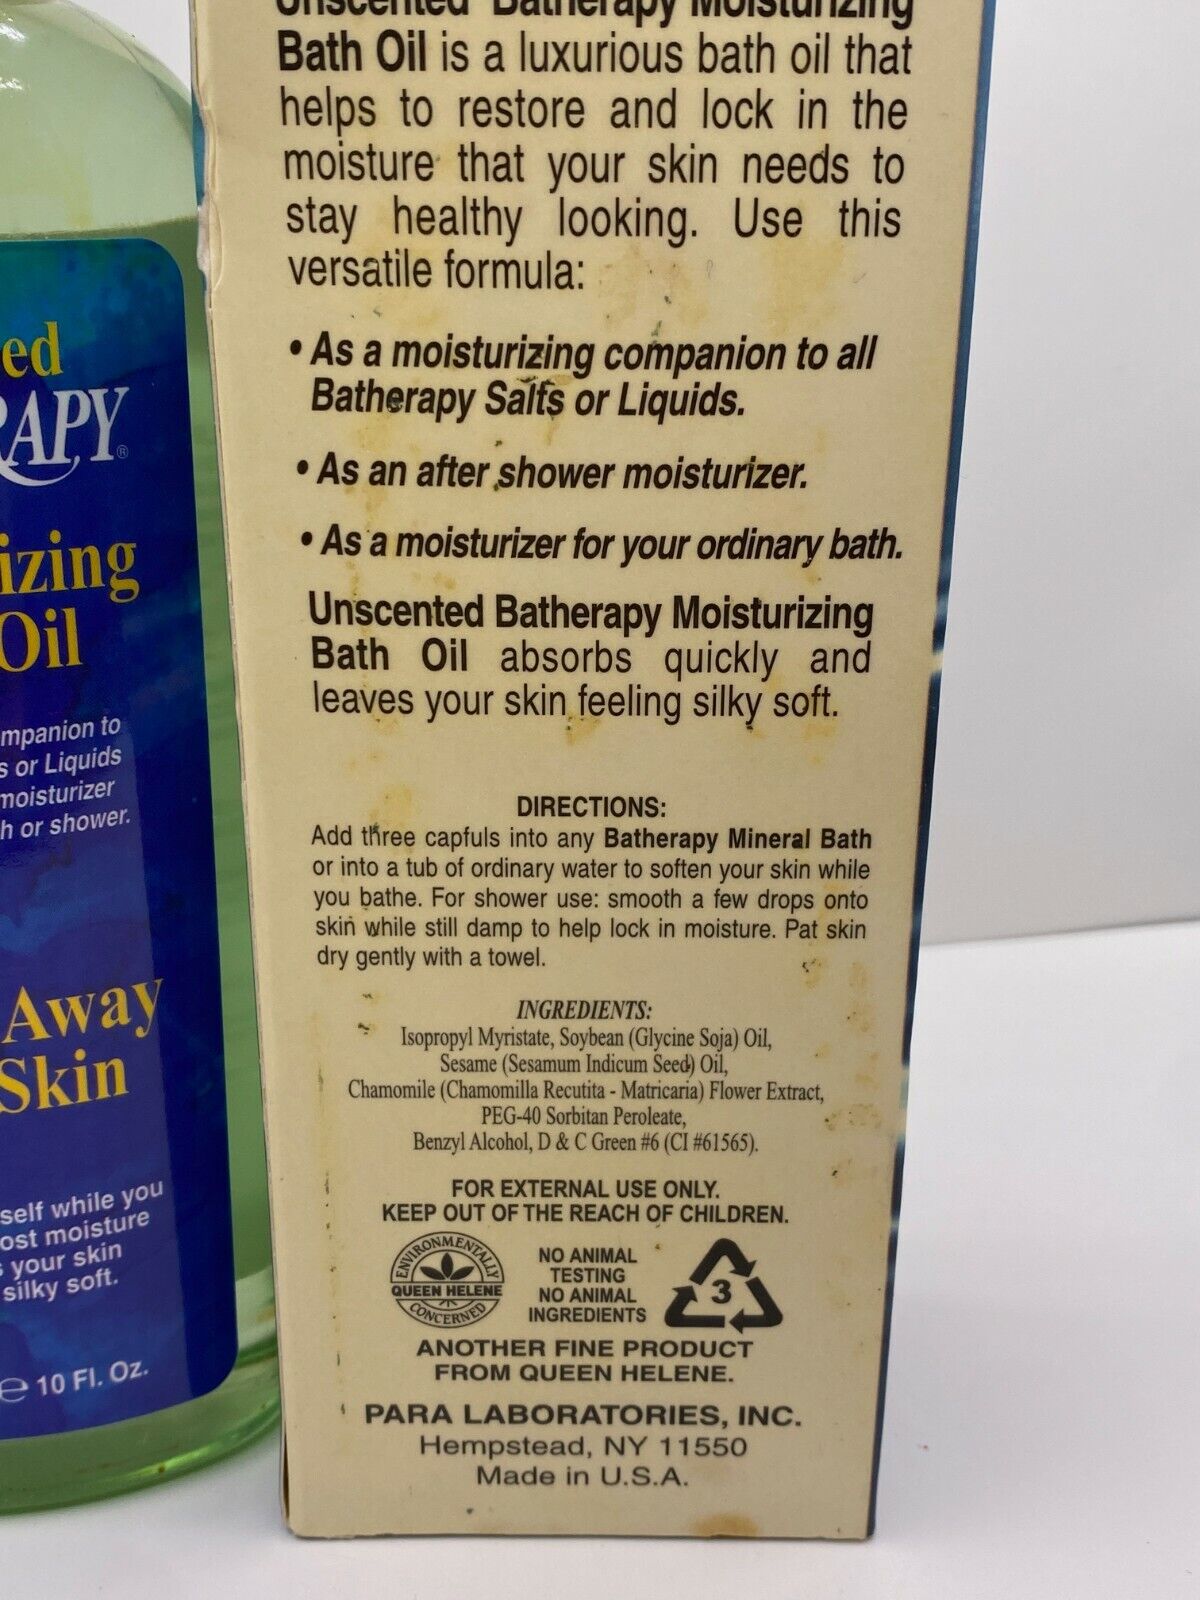 Unscented Batherapy Moisturizing
Bath Oil is a luxurious bath oil that
helps to restore and lock in the
moisture that your skin needs to
stay healthy looking. Use this
versatile formula:
• As a moisturizing companion to all
Batherapy Salts or Liquids.
• As an after shower moisturizer.
• As a moisturizer for your ordinary bath.
Unscented Batherapy Moisturizing
Bath Oil absorbs quickly and
leaves your skin feeling silky soft.
DIRECTIONS:
Add three capfuls into any Batherapy Mineral Bath
or into a tub of ordinary water to soften your skin while
you bathe. For shower use: smooth a few drops onto
skin while still damp to help lock in moisture. Pat skin
dry gently with a towel.
INGREDIENTS:
Isopropyl Myristate, Soybean (Glycine Soja) Oil,
Sesame (Sesamum Indicum Seed) Oil,
Chamomile (Chamomilla Recutita - Matricaria) Flower Extract,
PEG-40 Sorbitan Peroleate,
Benzyl Alcohol, D & C Green #6 (CI #61565).
FOR EXTERNAL USE ONLY.
KEEP OUT OF THE REACH OF CHILDREN.
ENVIRONMENTALLY
QUEEN HELENE
CONCERNED
NO ANIMAL
TESTING
NO ANIMAL
INGREDIENTS
3
ANOTHER FINE PRODUCT
FROM QUEEN HELENE.
PARA LABORATORIES, INC.
Hempstead, NY 11550
Made in U.S.A.
ed
RAPY®
izing
Oil
mpanion to
s or Liquids
moisturizer
h or shower.
Away
Skin
self while you
ost moisture
s your skin
silky soft.
℮ 10 Fl. Oz.